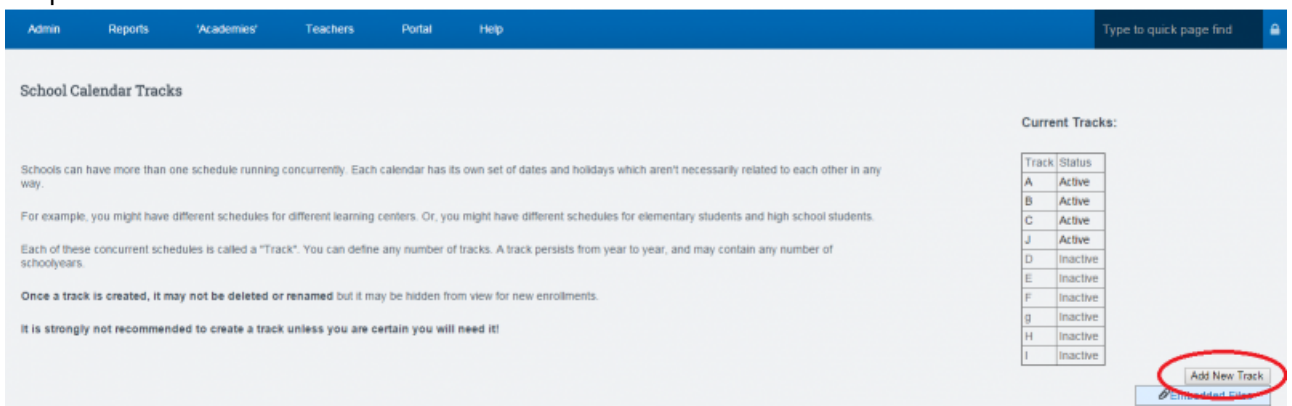 Admin Reports 'Academies' Teachers Portal Help Type to quick page find
School Calendar Tracks
Current Tracks:
Schools can have more than one schedule running concurrently. Each calendar has its own set of dates and holidays which aren't necessarily related to each other in any
way.
For example, you might have different schedules for different learning centers. Or, you might have different schedules for elementary students and high school students.
Each of these concurrent schedules is called a "Track". You can define any number of tracks. A track persists from year to year, and may contain any number of
schoolyears.
Once a track is created, it may not be deleted or renamed but it may be hidden from view for new enrollments.
It is strongly not recommended to create a track unless you are certain you will need it!
Track Status
A Active
B Active
C Active
J Active
D Inactive
E Inactive
F Inactive
g Inactive
H Inactive
I Inactive
Add New Track
Embedded Files